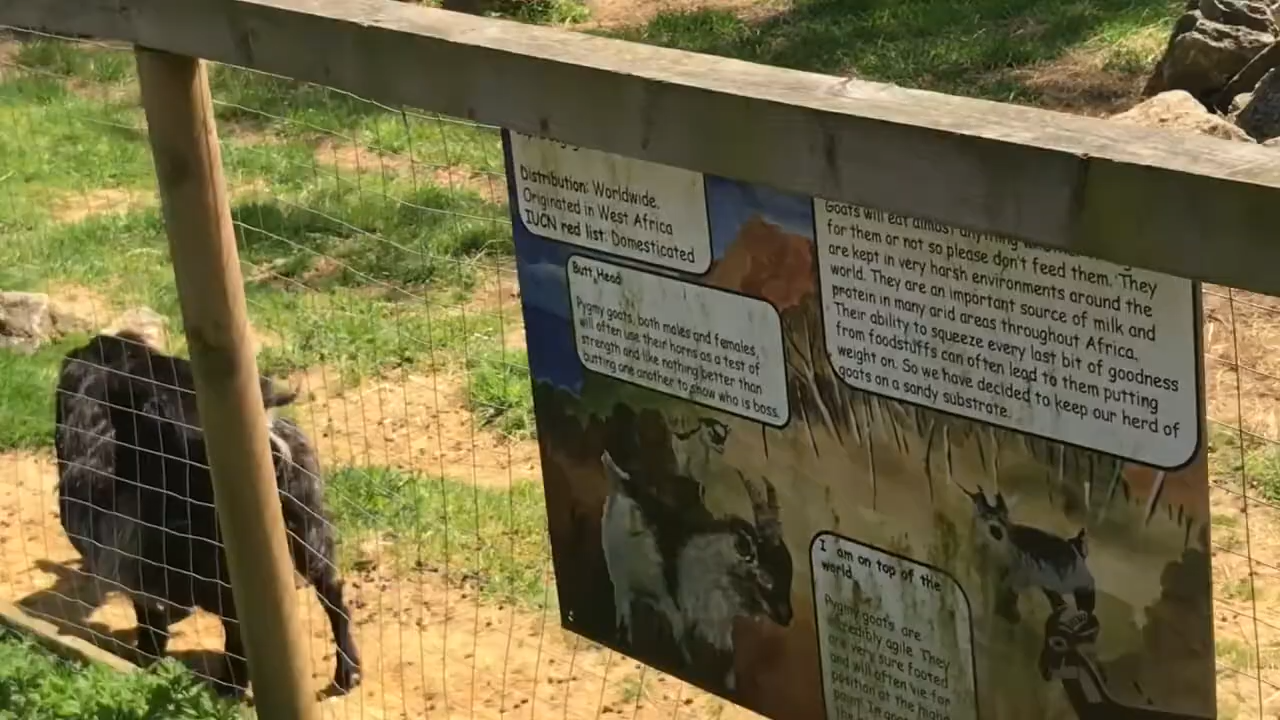 Distribution: Worldwide.
Originated in West Africa
IUCN red list: Domesticated
Butt Head
Pygmy goats, both males and females,
will often use their horns as a test of
strength and like nothing better than
butting one another to show who is boss.
Goats will eat almost anything
for them or not so please don't feed them. They
are kept in very harsh environments around the
world. They are an important source of milk and
protein in many arid areas throughout Africa.
Their ability to squeeze every last bit of goodness
from foodstuffs can often lead to them putting
weight on. So we have decided to keep our herd of
goats on a sandy substrate.
I am on top of the
world
Pygmy goats are
incredibly agile. They
are very sure footed
and will often vie for
position at the highe